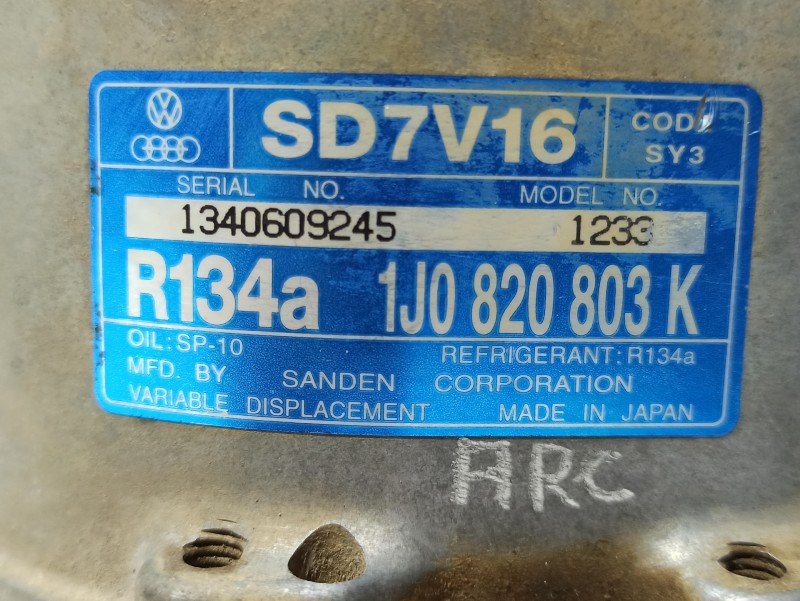 SD7V16
CODE
SY3
SERIAL NO. MODEL NO.
1340609245 1233
R134a 1J0 820 803 K
OIL: SP-10 REFRIGERANT: R134a
MFD. BY SANDEN CORPORATION
VARIABLE DISPLACEMENT MADE IN JAPAN
ARC